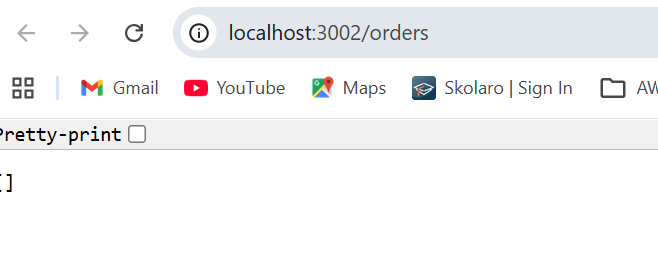 localhost:3002/orders
Gmail YouTube Maps Skolaro | Sign In AW
Pretty-print
[]